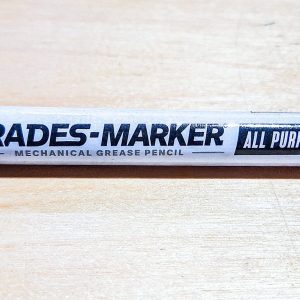 RADES-MARKER ALL PURP
MECHANICAL GREASE PENCIL